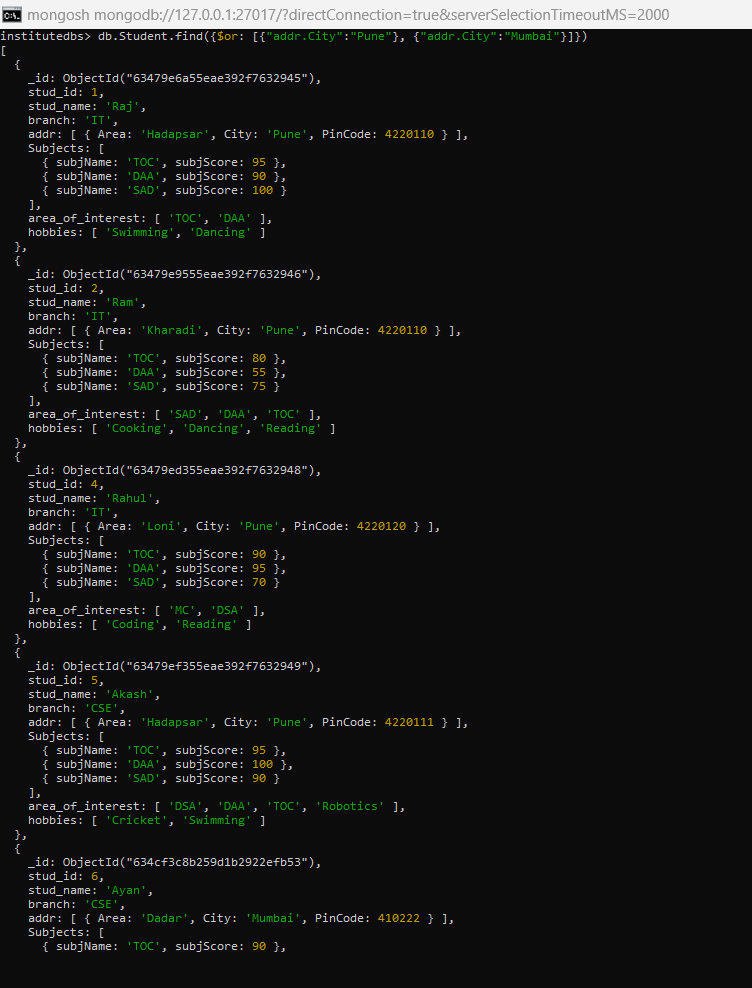 mongosh mongodb://127.0.0.1:27017/?directConnection=true&serverSelectionTimeoutMS=2000
institutedbs> db.Student.find({$or: [{"addr.City":"Pune"}, {"addr.City":"Mumbai"}]})
[
  {
    _id: ObjectId("63479e6a55eae392f7632945"),
    stud_id: 1,
    stud_name: 'Raj',
    branch: 'IT',
    addr: [ { Area: 'Hadapsar', City: 'Pune', PinCode: 4220110 } ],
    Subjects: [
      { subjName: 'TOC', subjScore: 95 },
      { subjName: 'DAA', subjScore: 90 },
      { subjName: 'SAD', subjScore: 100 }
    ],
    area_of_interest: [ 'TOC', 'DAA' ],
    hobbies: [ 'Swimming', 'Dancing' ]
  },
  {
    _id: ObjectId("63479e9555eae392f7632946"),
    stud_id: 2,
    stud_name: 'Ram',
    branch: 'IT',
    addr: [ { Area: 'Kharadi', City: 'Pune', PinCode: 4220110 } ],
    Subjects: [
      { subjName: 'TOC', subjScore: 80 },
      { subjName: 'DAA', subjScore: 55 },
      { subjName: 'SAD', subjScore: 75 }
    ],
    area_of_interest: [ 'SAD', 'DAA', 'TOC' ],
    hobbies: [ 'Cooking', 'Dancing', 'Reading' ]
  },
  {
    _id: ObjectId("63479ed355eae392f7632948"),
    stud_id: 4,
    stud_name: 'Rahul',
    branch: 'IT',
    addr: [ { Area: 'Loni', City: 'Pune', PinCode: 4220120 } ],
    Subjects: [
      { subjName: 'TOC', subjScore: 90 },
      { subjName: 'DAA', subjScore: 95 },
      { subjName: 'SAD', subjScore: 70 }
    ],
    area_of_interest: [ 'MC', 'DSA' ],
    hobbies: [ 'Coding', 'Reading' ]
  },
  {
    _id: ObjectId("63479ef355eae392f7632949"),
    stud_id: 5,
    stud_name: 'Akash',
    branch: 'CSE',
    addr: [ { Area: 'Hadapsar', City: 'Pune', PinCode: 4220111 } ],
    Subjects: [
      { subjName: 'TOC', subjScore: 95 },
      { subjName: 'DAA', subjScore: 100 },
      { subjName: 'SAD', subjScore: 90 }
    ],
    area_of_interest: [ 'DSA', 'DAA', 'TOC', 'Robotics' ],
    hobbies: [ 'Cricket', 'Swimming' ]
  },
  {
    _id: ObjectId("634cf3c8b259d1b2922efb53"),
    stud_id: 6,
    stud_name: 'Ayan',
    branch: 'CSE',
    addr: [ { Area: 'Dadar', City: 'Mumbai', PinCode: 410222 } ],
    Subjects: [
      { subjName: 'TOC', subjScore: 90 },